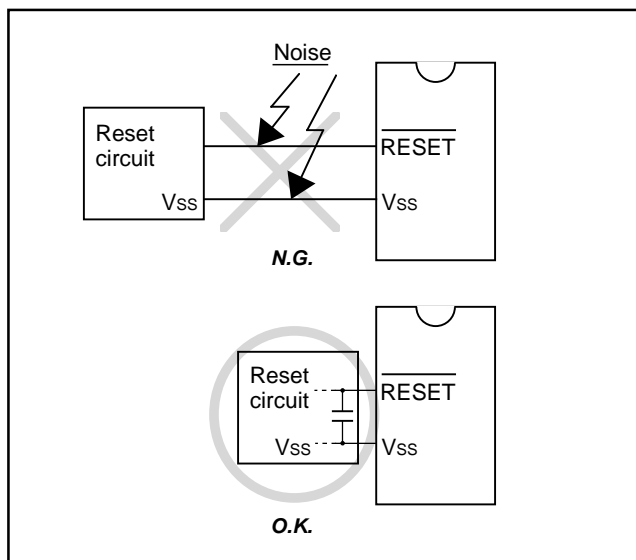 Noise
Reset
circuit
RESET
Vss
Vss
N.G.
Reset
circuit
RESET
Vss
Vss
O.K.